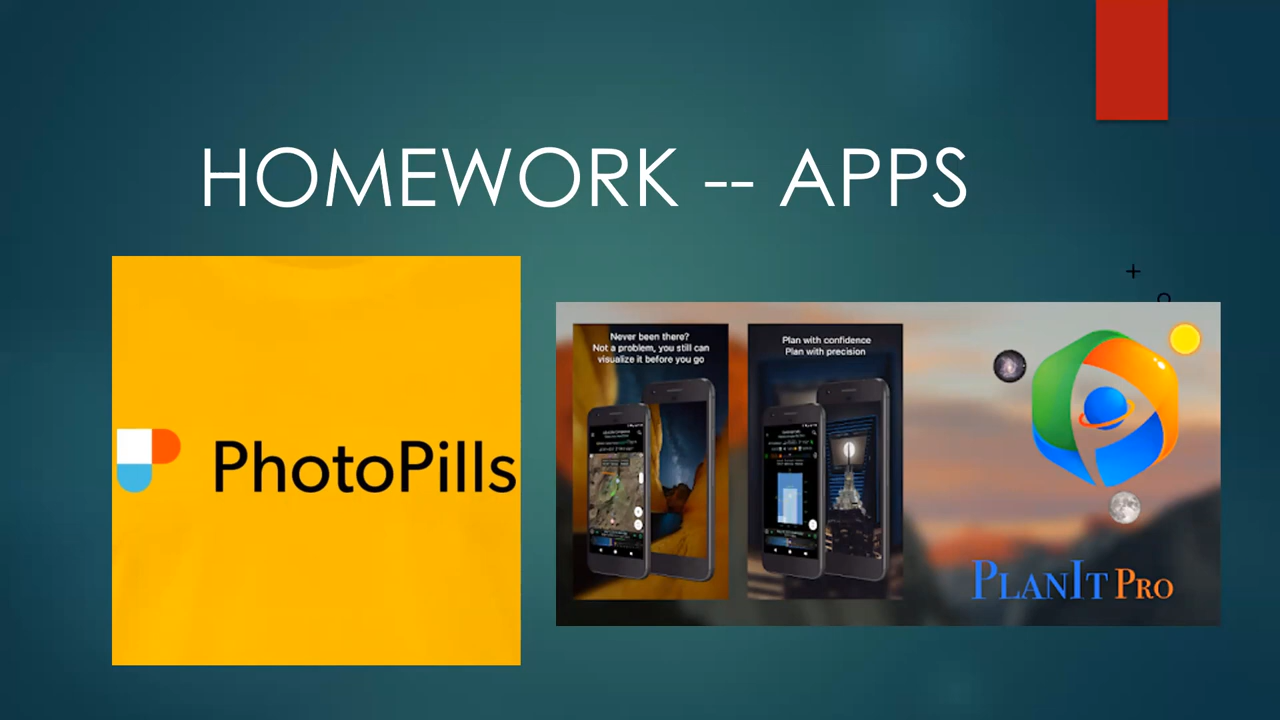 HOMEWORK -- APPS
PhotoPills
Never been there?
Not a problem, you still can
visualize it before you go
Plan with confidence
Plan with precision
PLANIT PRO